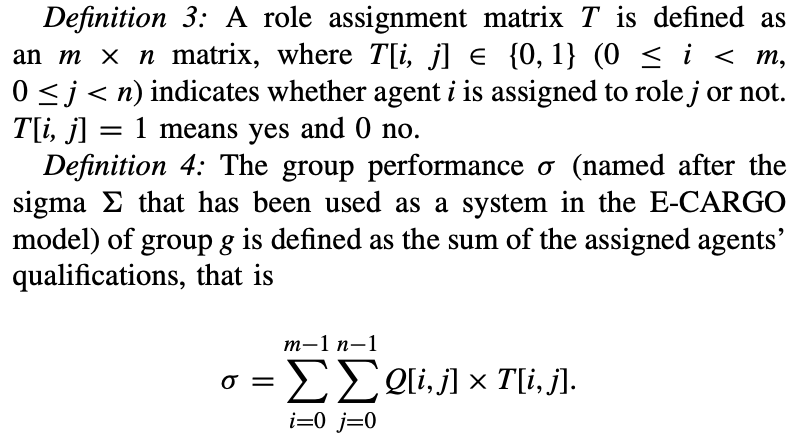 Definition 3: A role assignment matrix T is defined as
an m × n matrix, where T[i, j] ∈ {0, 1} (0 ≤ i < m,
0 ≤ j < n) indicates whether agent i is assigned to role j or not.
T[i, j] = 1 means yes and 0 no.
Definition 4: The group performance σ (named after the
sigma Σ that has been used as a system in the E-CARGO
model) of group g is defined as the sum of the assigned agents’
qualifications, that is
m−1 n−1
σ = ∑ ∑ Q[i, j] × T[i, j].
i=0 j=0